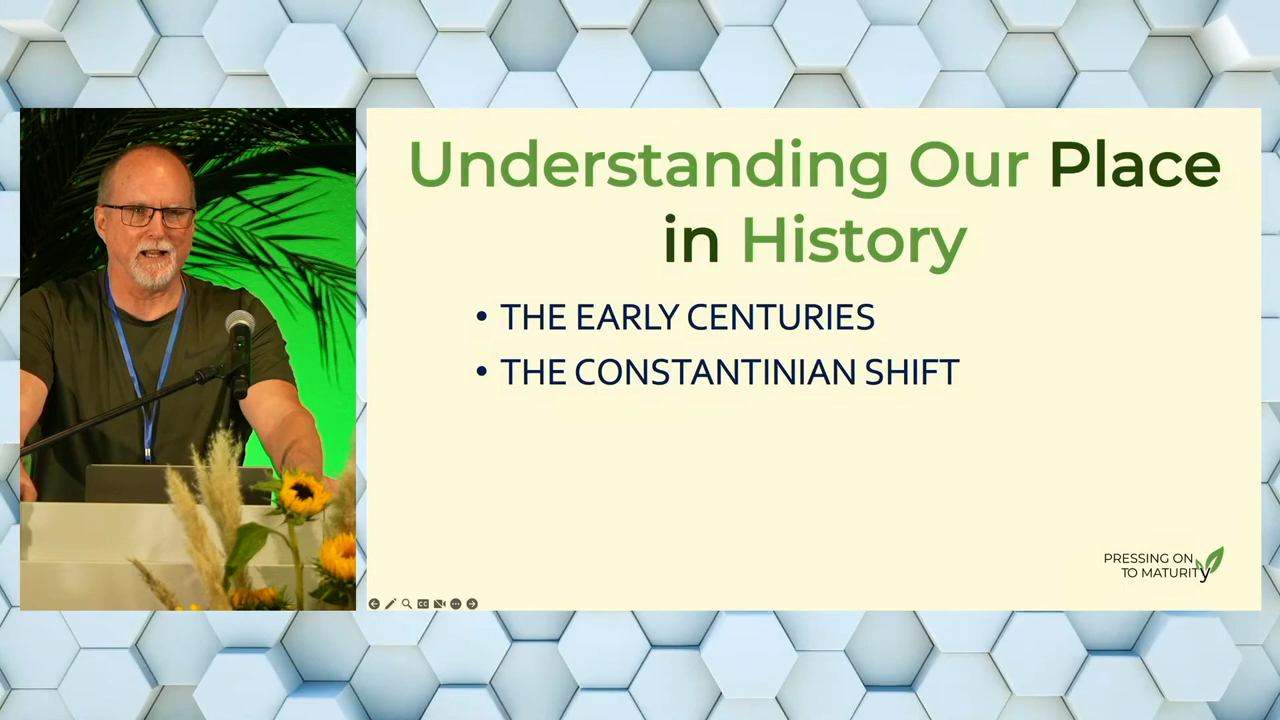 Understanding Our Place
in History
• THE EARLY CENTURIES
• THE CONSTANTINIAN SHIFT
PRESSING ON
TO MATURITy